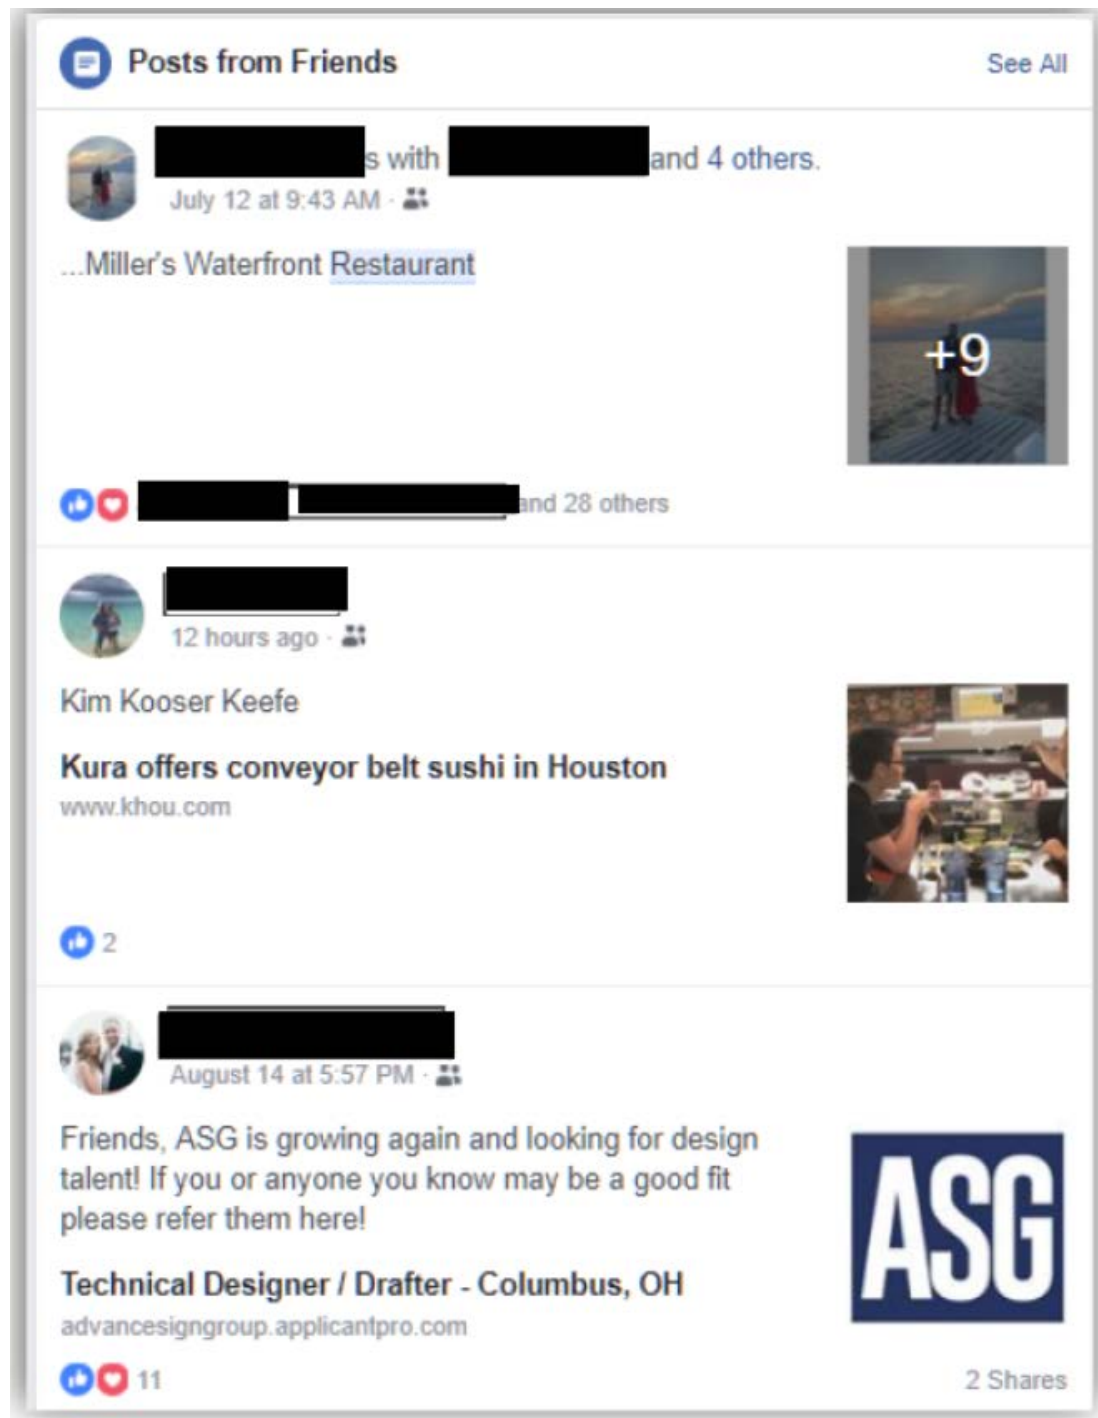 Posts from Friends
See All
s with and 4 others.
July 12 at 9:43 AM ·
...Miller's Waterfront Restaurant
+9
and 28 others
12 hours ago ·
Kim Kooser Keefe
Kura offers conveyor belt sushi in Houston
www.khou.com
2
August 14 at 5:57 PM ·
Friends, ASG is growing again and looking for design
talent! If you or anyone you know may be a good fit
please refer them here!
ASG
Technical Designer / Drafter - Columbus, OH
advancesigngroup.applicantpro.com
11
2 Shares